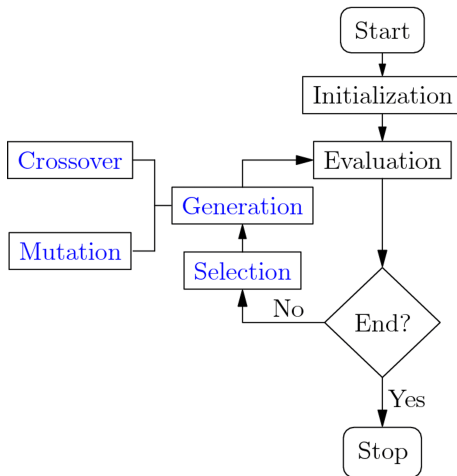 Start
Initialization
Crossover
Evaluation
Generation
Mutation
Selection
No
End?
Yes
Stop